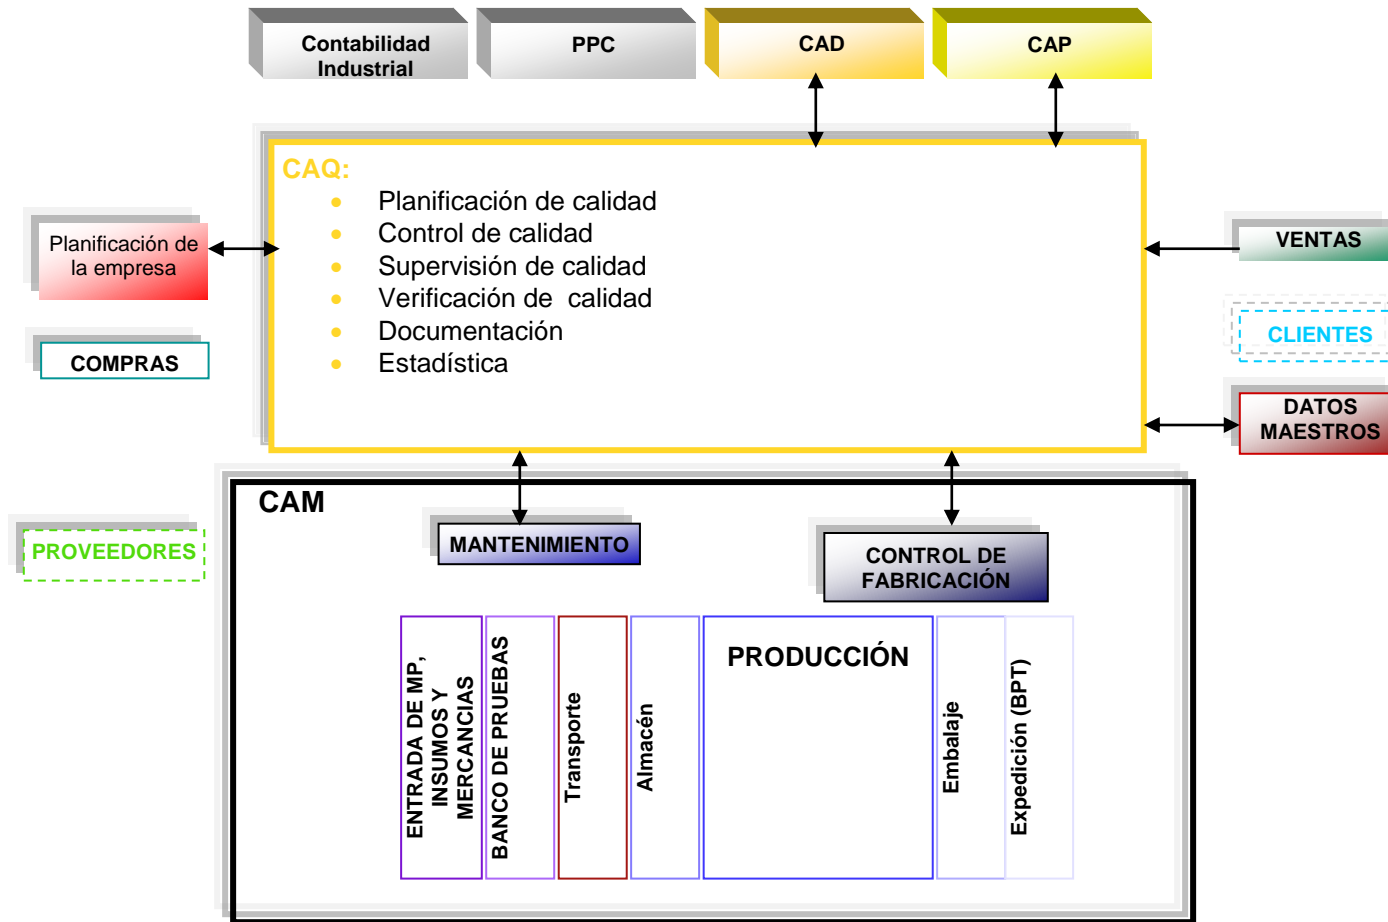 Contabilidad
Industrial
PPC
CAD
CAP
CAQ:
Planificación de calidad
Control de calidad
Supervisión de calidad
Verificación de  calidad
Documentación
Estadística
Planificación de
la empresa
COMPRAS
PROVEEDORES
VENTAS
CLIENTES
DATOS
MAESTROS
CAM
MANTENIMIENTO
CONTROL DE
FABRICACIÓN
ENTRADA DE MP,
INSUMOS Y
MERCANCIAS
BANCO DE PRUEBAS
Transporte
Almacén
PRODUCCIÓN
Embalaje
Expedición (BPT)